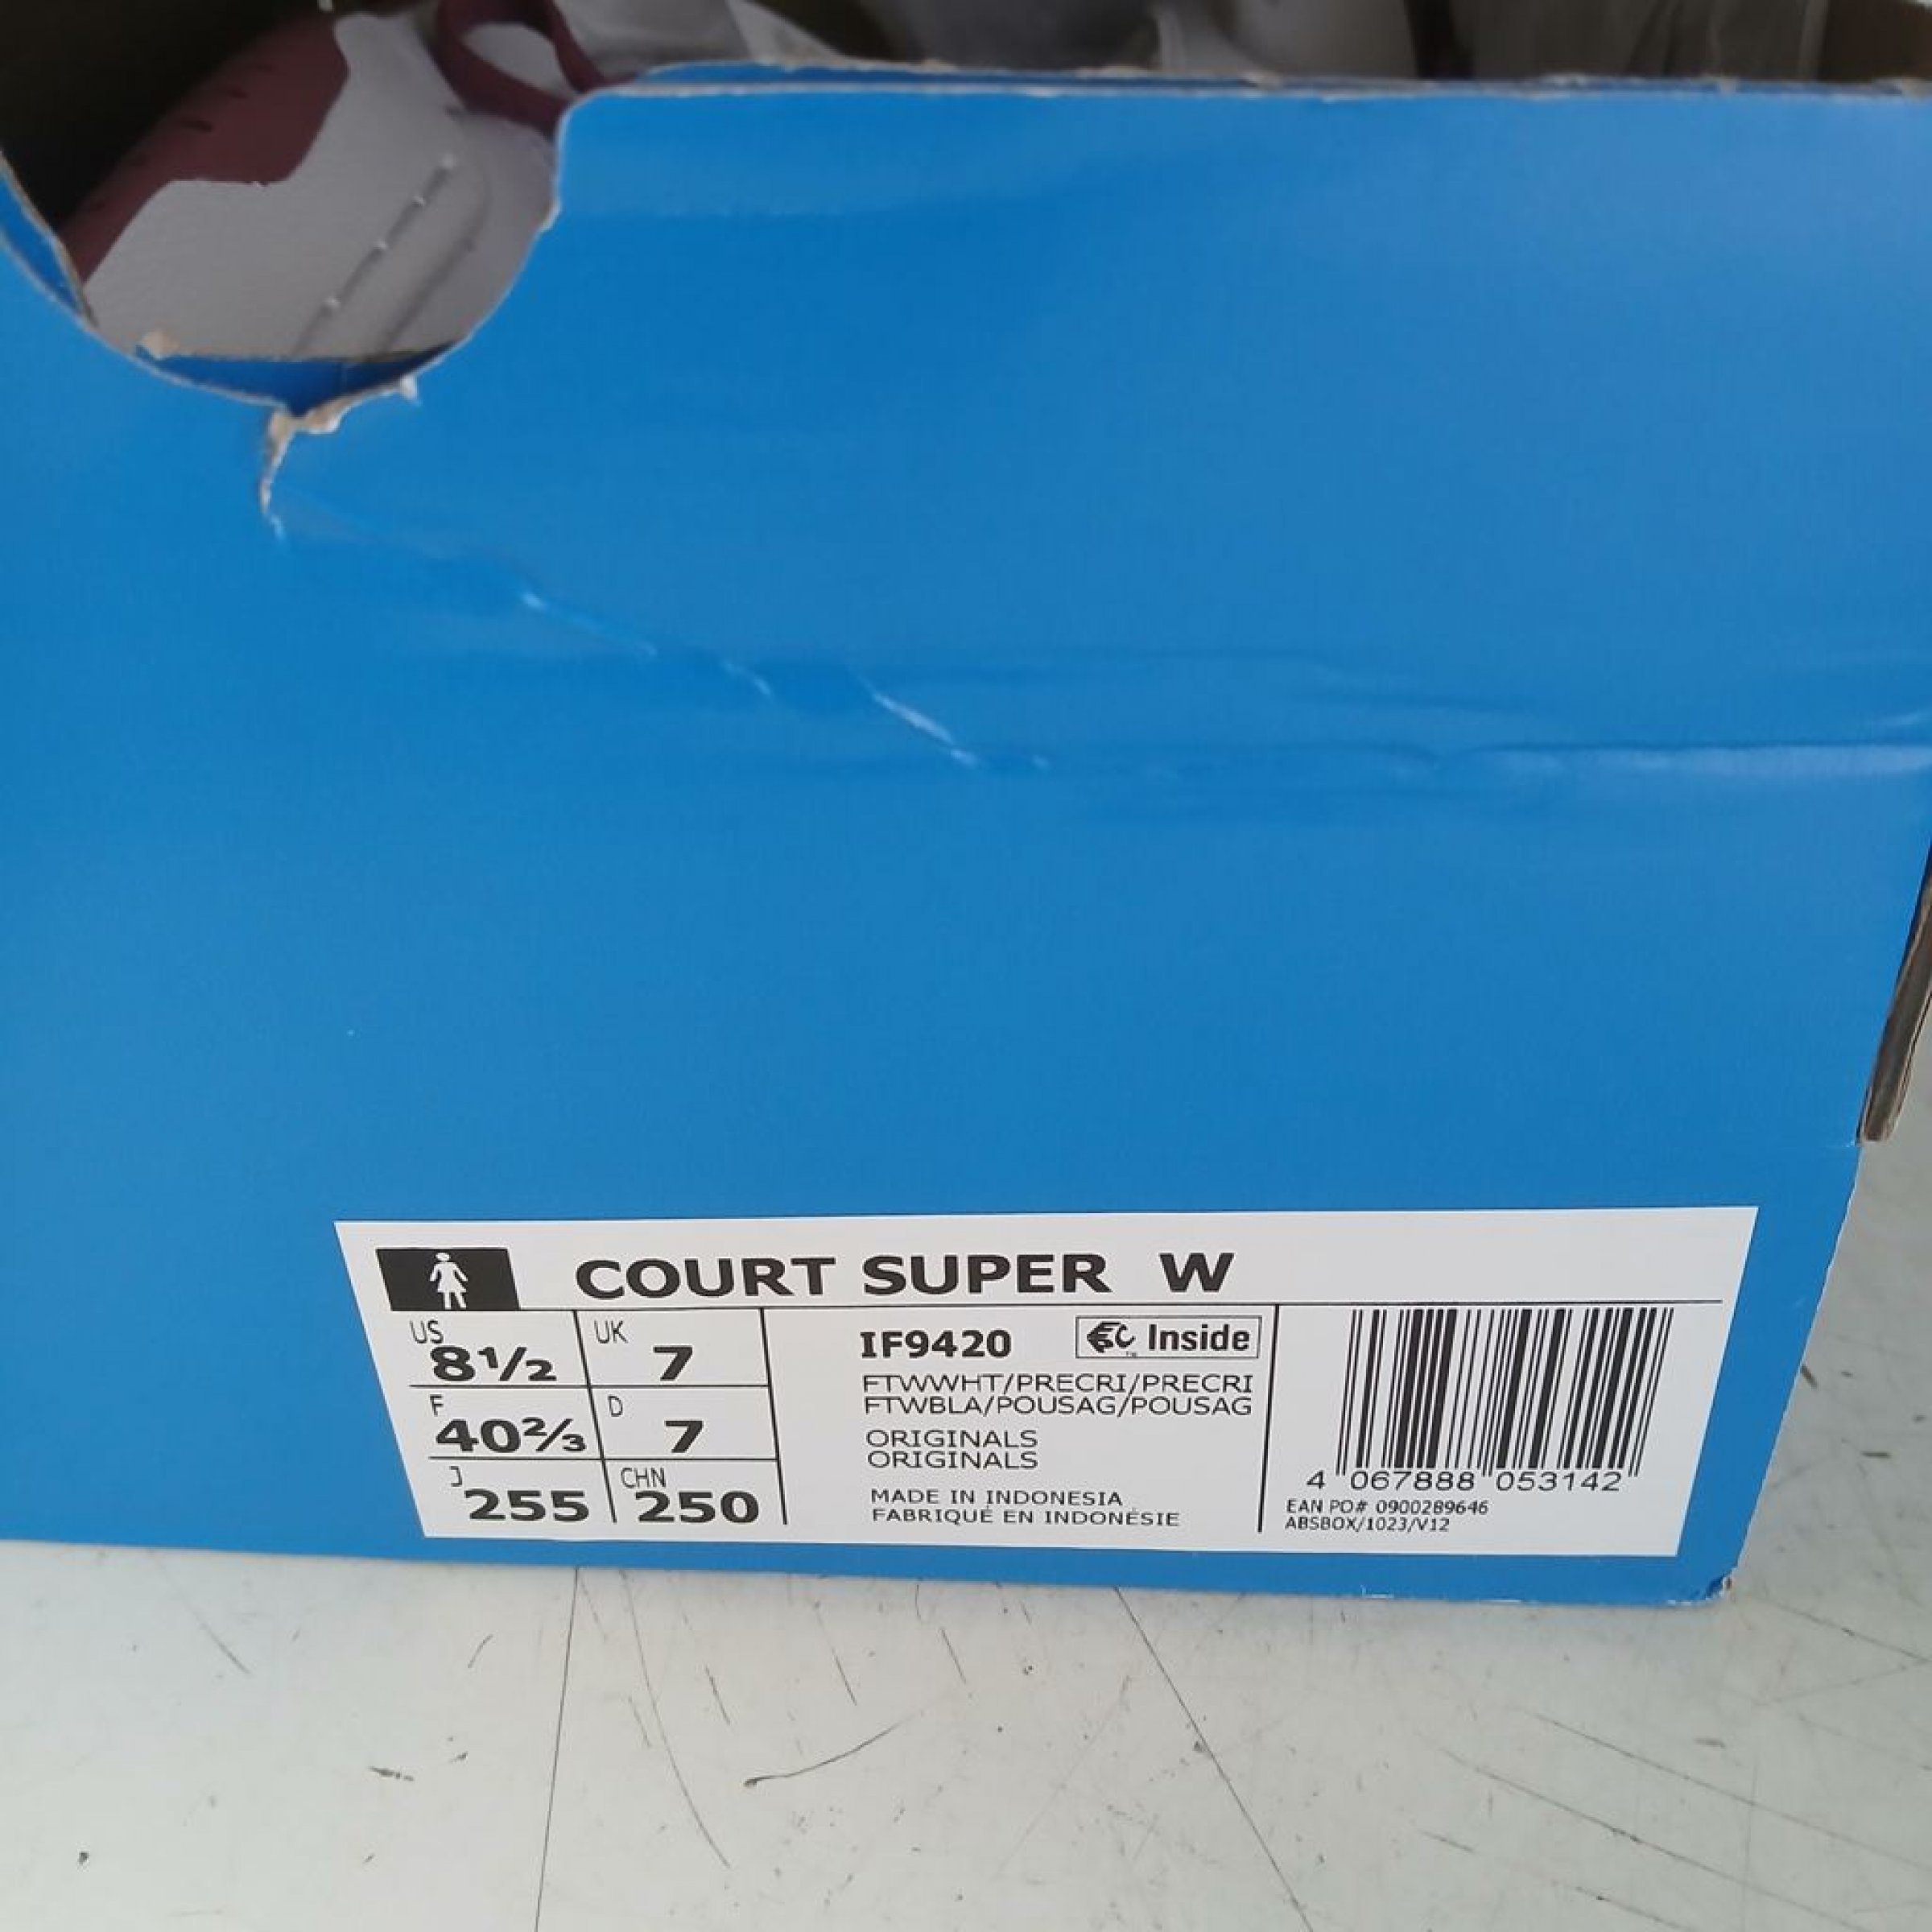 COURT SUPER W
US 8½ UK 7
F 40⅔ D 7
J 255 CHN 250
IF9420 EC Inside
™
FTWWHT/PRECRI/PRECRI
FTWBLA/POUSAG/POUSAG
ORIGINALS
ORIGINALS
MADE IN INDONESIA
FABRIQUÉ EN INDONÉSIE
4 067888 053142
EAN PO# 0900289646
ABSBOX/1023/V12